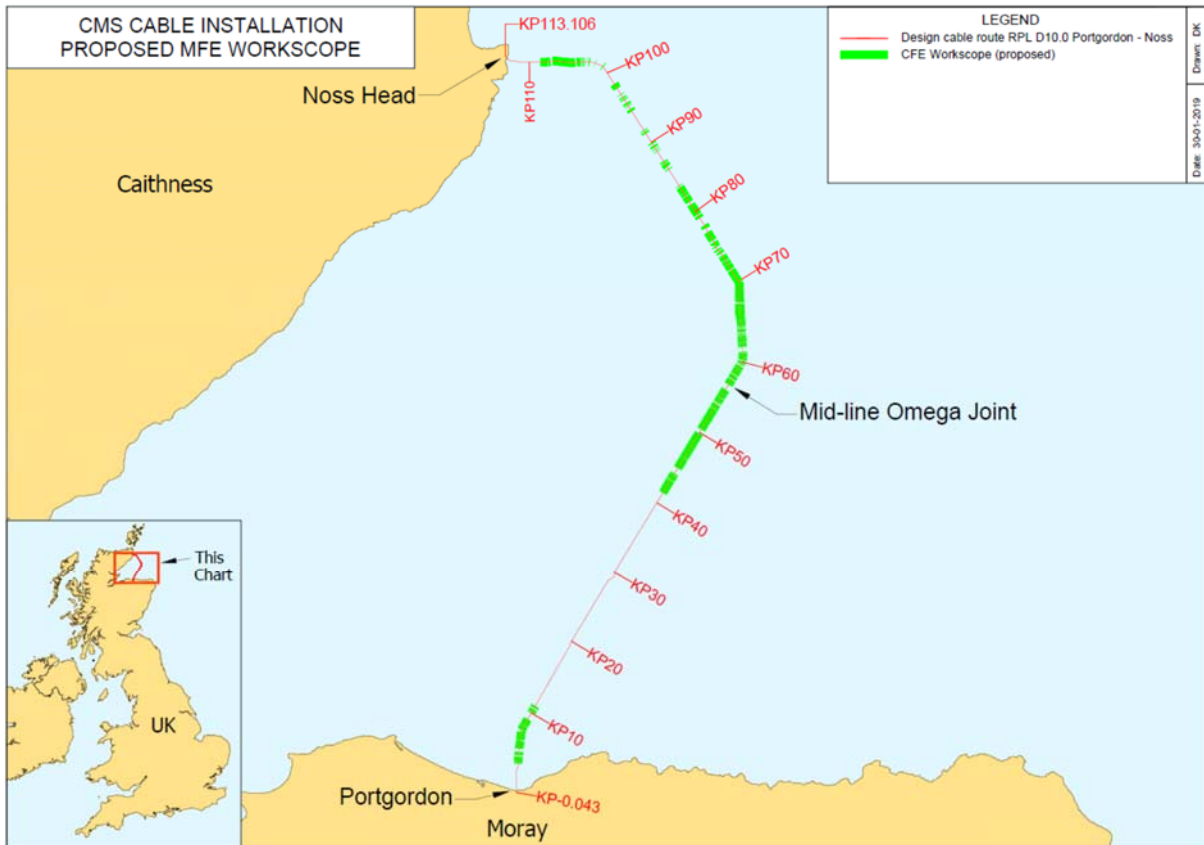 CMS CABLE INSTALLATION
PROPOSED MFE WORKSCOPE
LEGEND
Design cable route RPL D10.0 Portgordon - Noss
CFE Workscope (proposed)
Drawn: DK
Date: 30-01-2019
KP113.106
Noss Head
KP110
KP100
KP90
Caithness
KP80
KP70
KP60
Mid-line Omega Joint
KP50
KP40
KP30
KP20
KP10
Portgordon
KP-0.043
Moray
This
Chart
UK